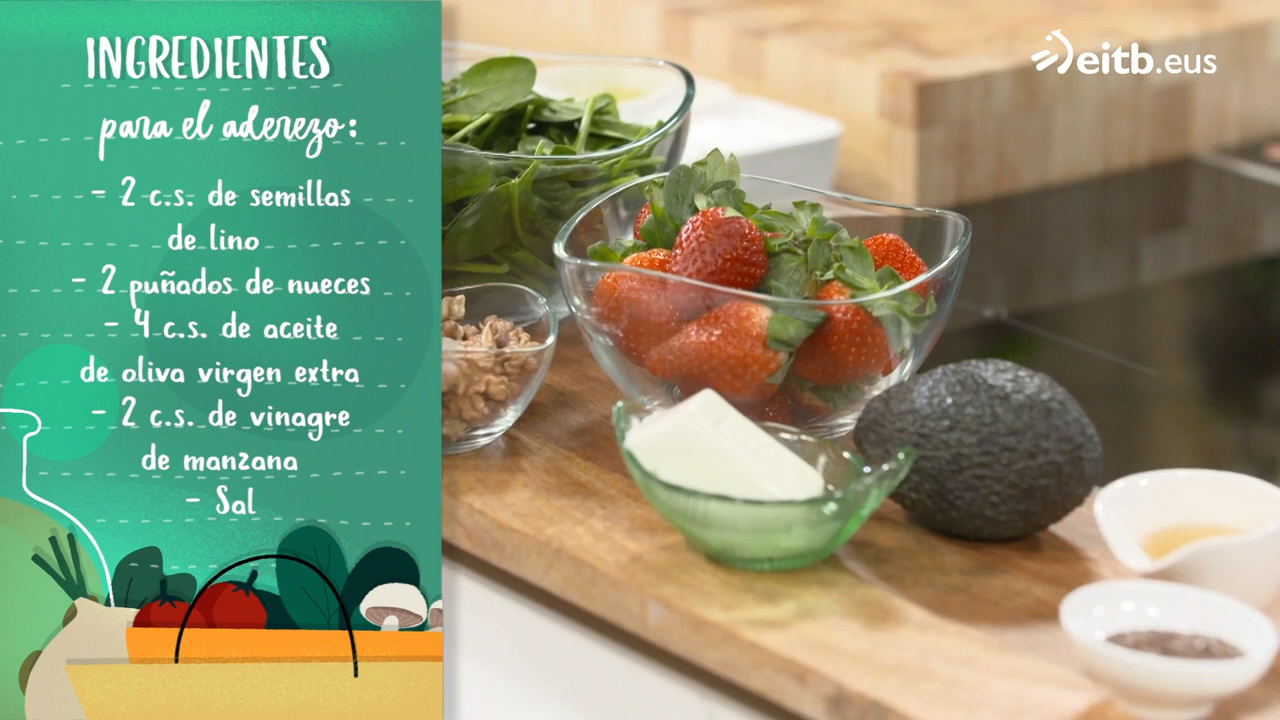 INGREDIENTES
para el aderezo:
- 2 c.s. de semillas
de lino
- 2 puñados de nueces
- 4 c.s. de aceite
de oliva virgen extra
- 2 c.s. de vinagre
de manzana
- Sal
eitb.eus